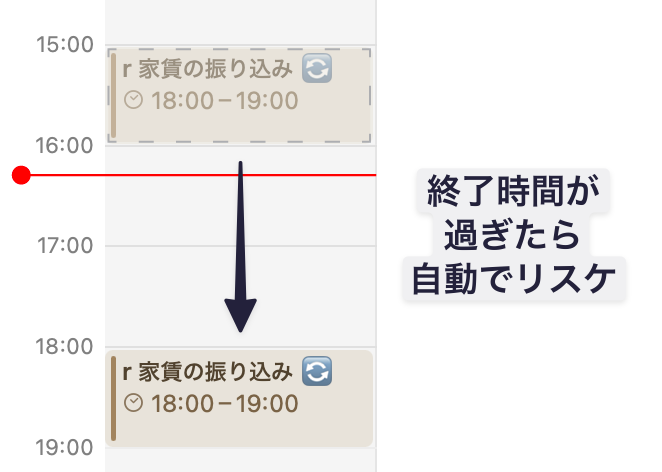 15:00
r 家賃の振り込み 🔄
18:00–19:00
16:00
終了時間が
過ぎたら
自動でリスケ
17:00
18:00
r 家賃の振り込み 🔄
18:00–19:00
19:00